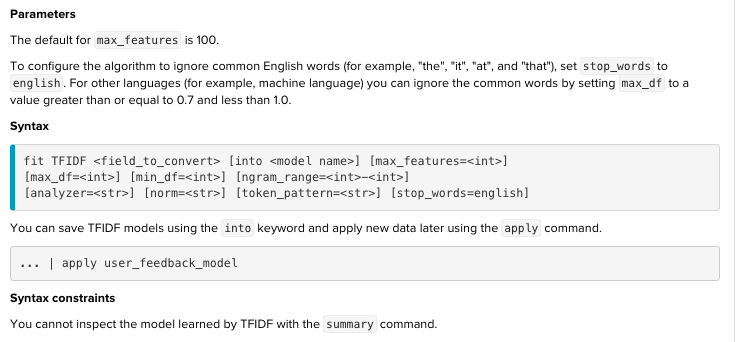 Parameters
The default for max_features is 100.
To configure the algorithm to ignore common English words (for example, "the", "it", "at", and "that"), set stop_words to
english. For other languages (for example, machine language) you can ignore the common words by setting max_df to a
value greater than or equal to 0.7 and less than 1.0.
Syntax
fit TFIDF <field_to_convert> [into <model name>] [max_features=<int>]
[max_df=<int>] [min_df=<int>] [ngram_range=<int>-<int>]
[analyzer=<str>] [norm=<str>] [token_pattern=<str>] [stop_words=english]
You can save TFIDF models using the into keyword and apply new data later using the apply command.
... | apply user_feedback_model
Syntax constraints
You cannot inspect the model learned by TFIDF with the summary command.